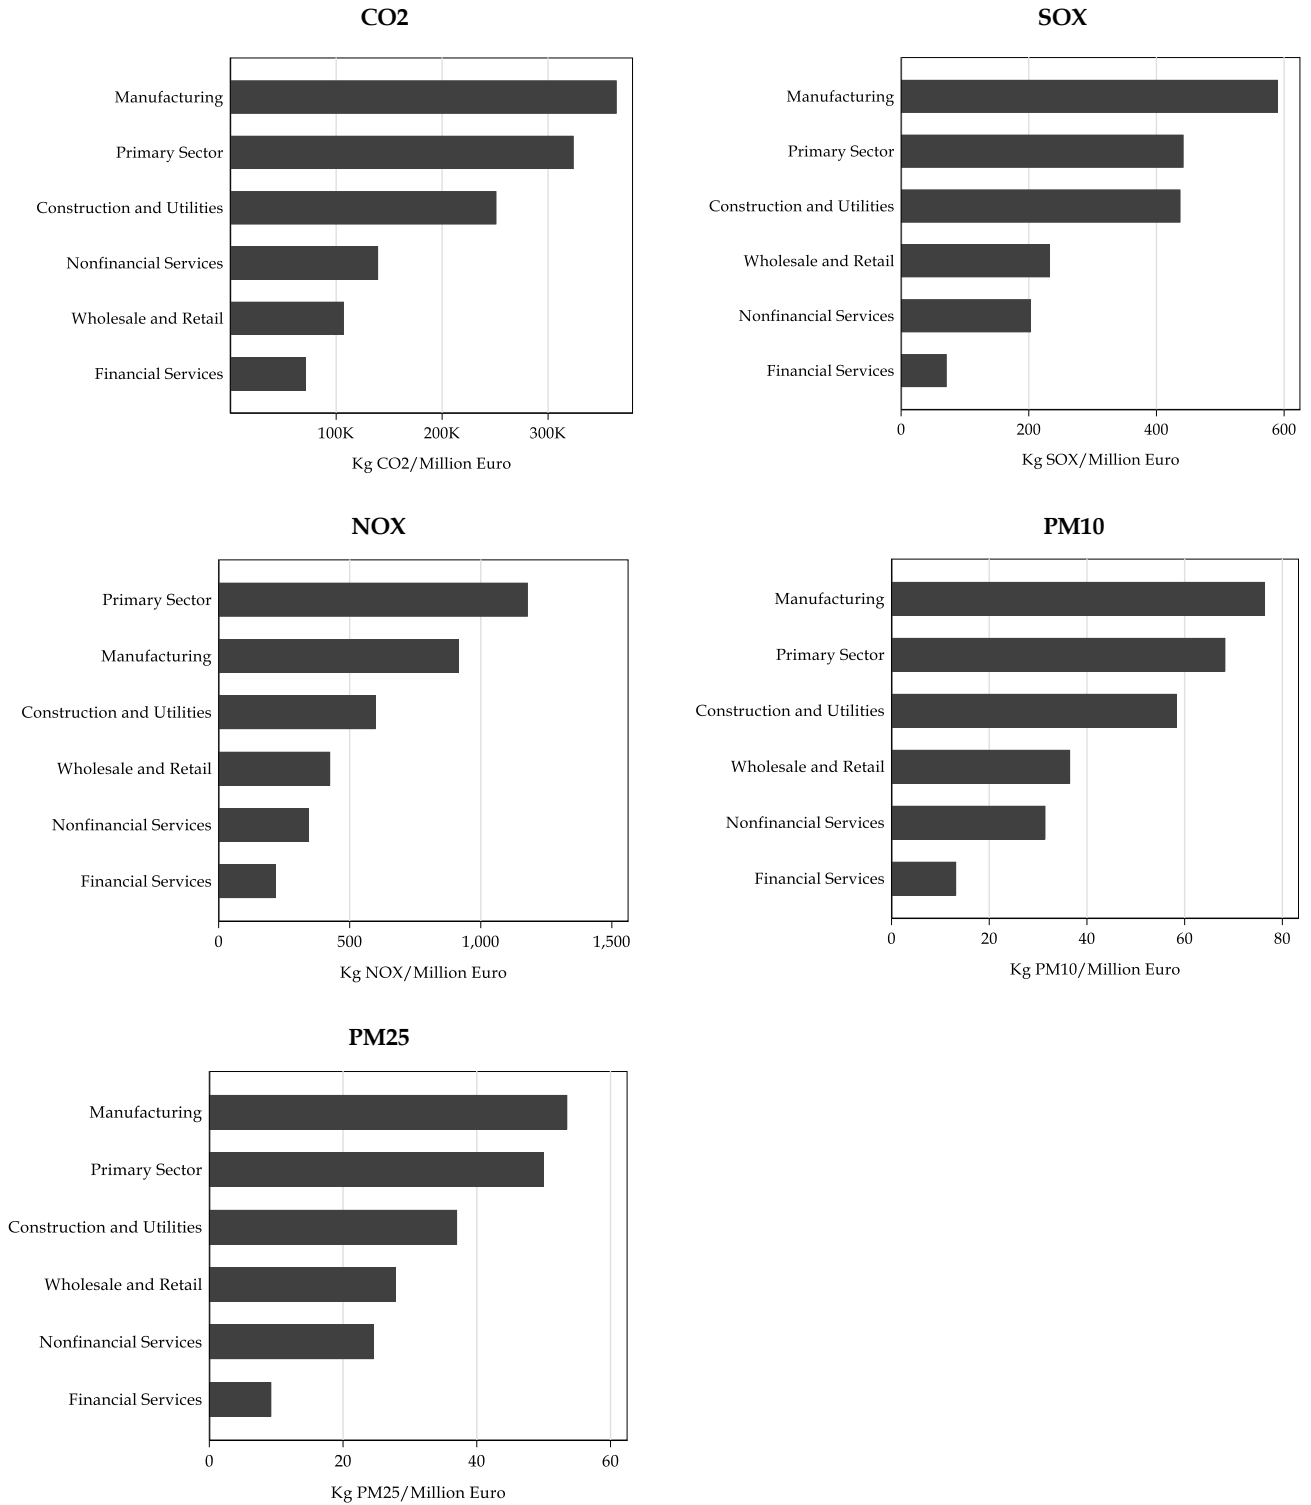 CO2
Manufacturing
Primary Sector
Construction and Utilities
Nonfinancial Services
Wholesale and Retail
Financial Services
100K 200K 300K
Kg CO2/Million Euro
SOX
Manufacturing
Primary Sector
Construction and Utilities
Wholesale and Retail
Nonfinancial Services
Financial Services
0 200 400 600
Kg SOX/Million Euro
NOX
Primary Sector
Manufacturing
Construction and Utilities
Wholesale and Retail
Nonfinancial Services
Financial Services
0 500 1,000 1,500
Kg NOX/Million Euro
PM10
Manufacturing
Primary Sector
Construction and Utilities
Wholesale and Retail
Nonfinancial Services
Financial Services
0 20 40 60 80
Kg PM10/Million Euro
PM25
Manufacturing
Primary Sector
Construction and Utilities
Wholesale and Retail
Nonfinancial Services
Financial Services
0 20 40 60
Kg PM25/Million Euro